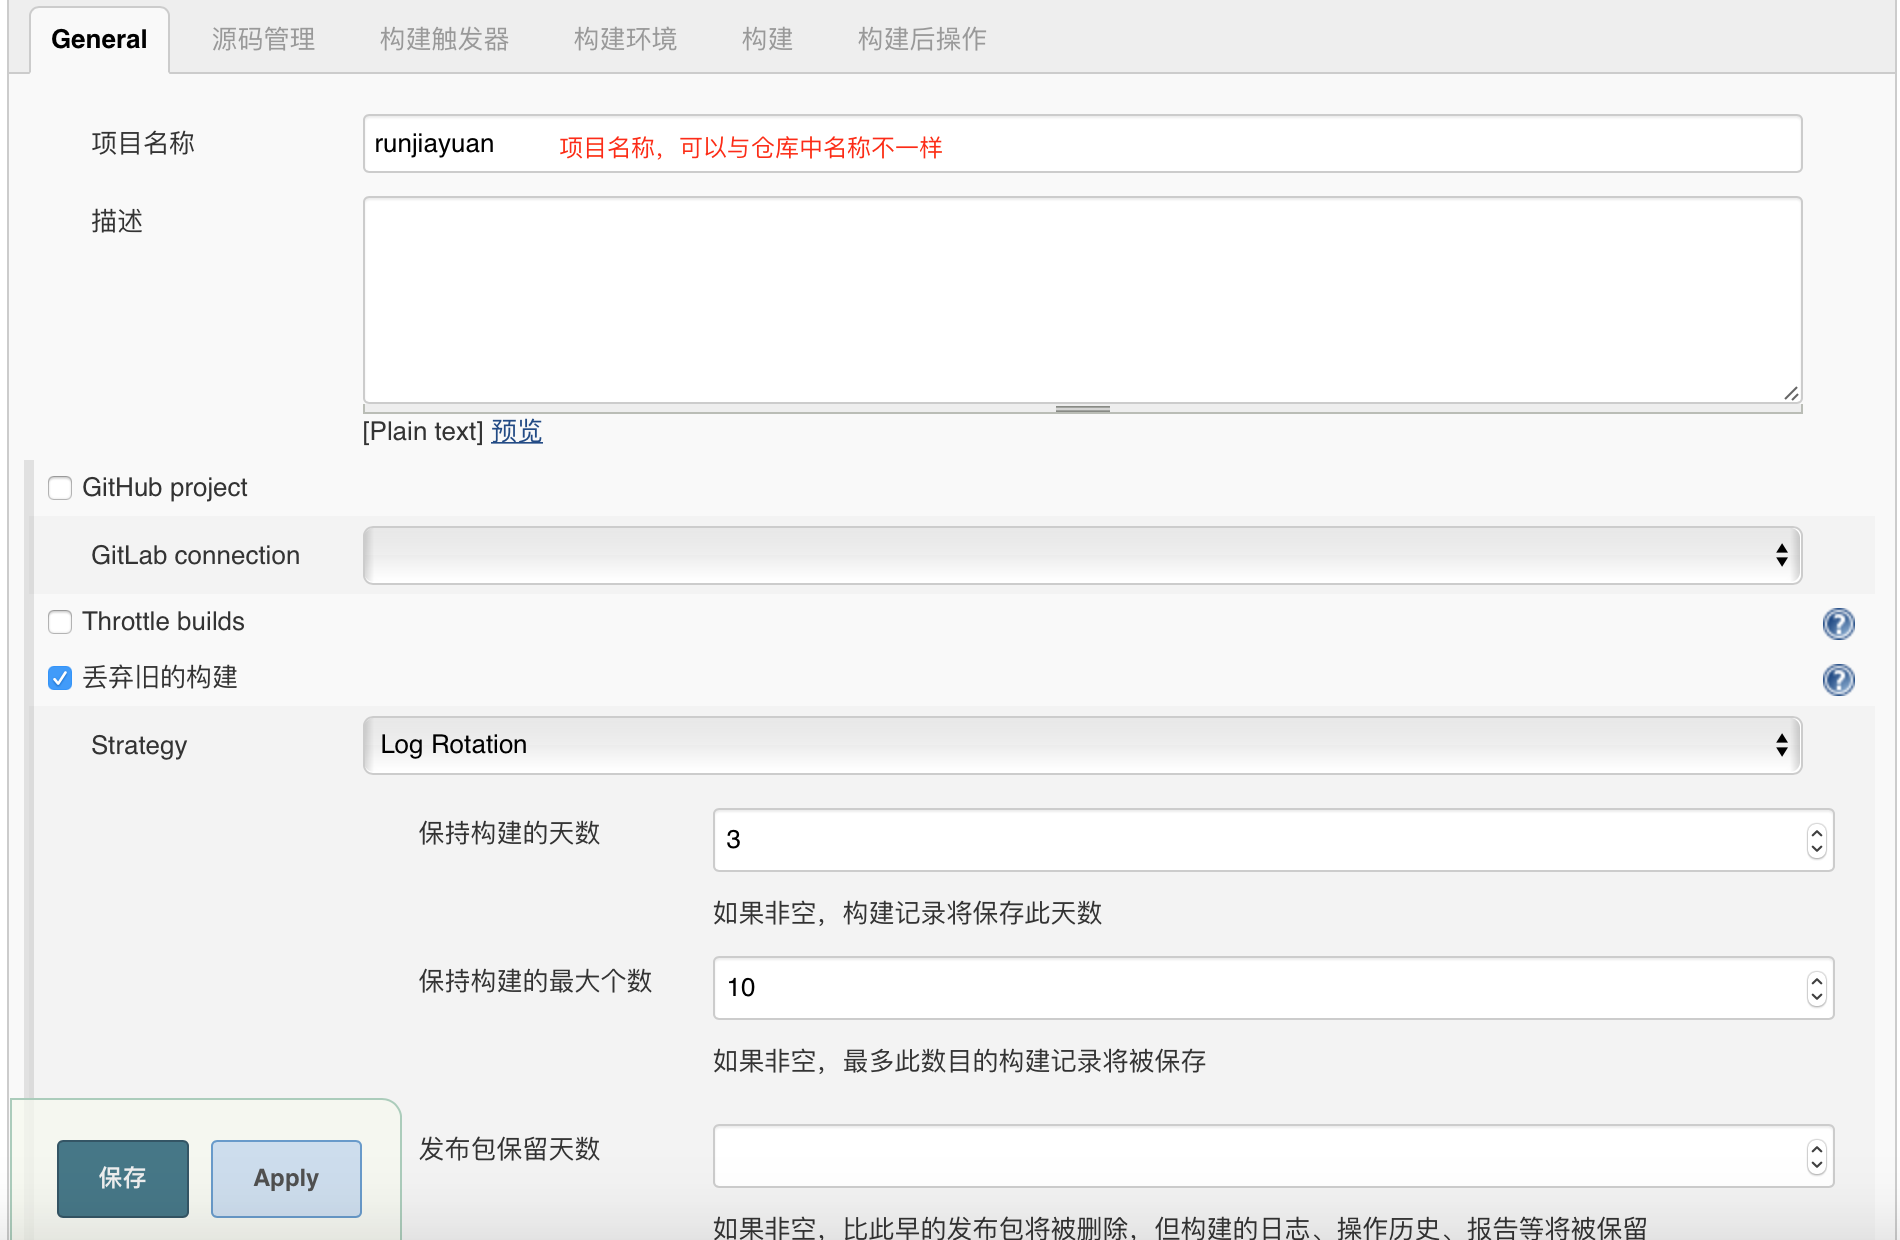 General 源码管理 构建触发器 构建环境 构建 构建后操作
项目名称 runjiayuan 项目名称，可以与仓库中名称不一样
描述
[Plain text] 预览
GitHub project
GitLab connection
Throttle builds
丢弃旧的构建
Strategy Log Rotation
保持构建的天数 3
如果非空，构建记录将保存此天数
保持构建的最大个数 10
如果非空，最多此数目的构建记录将被保存
发布包保留天数
保存 Apply
如果非空，比此早的发布包将被删除，但构建的日志、操作历史、报告等将被保留